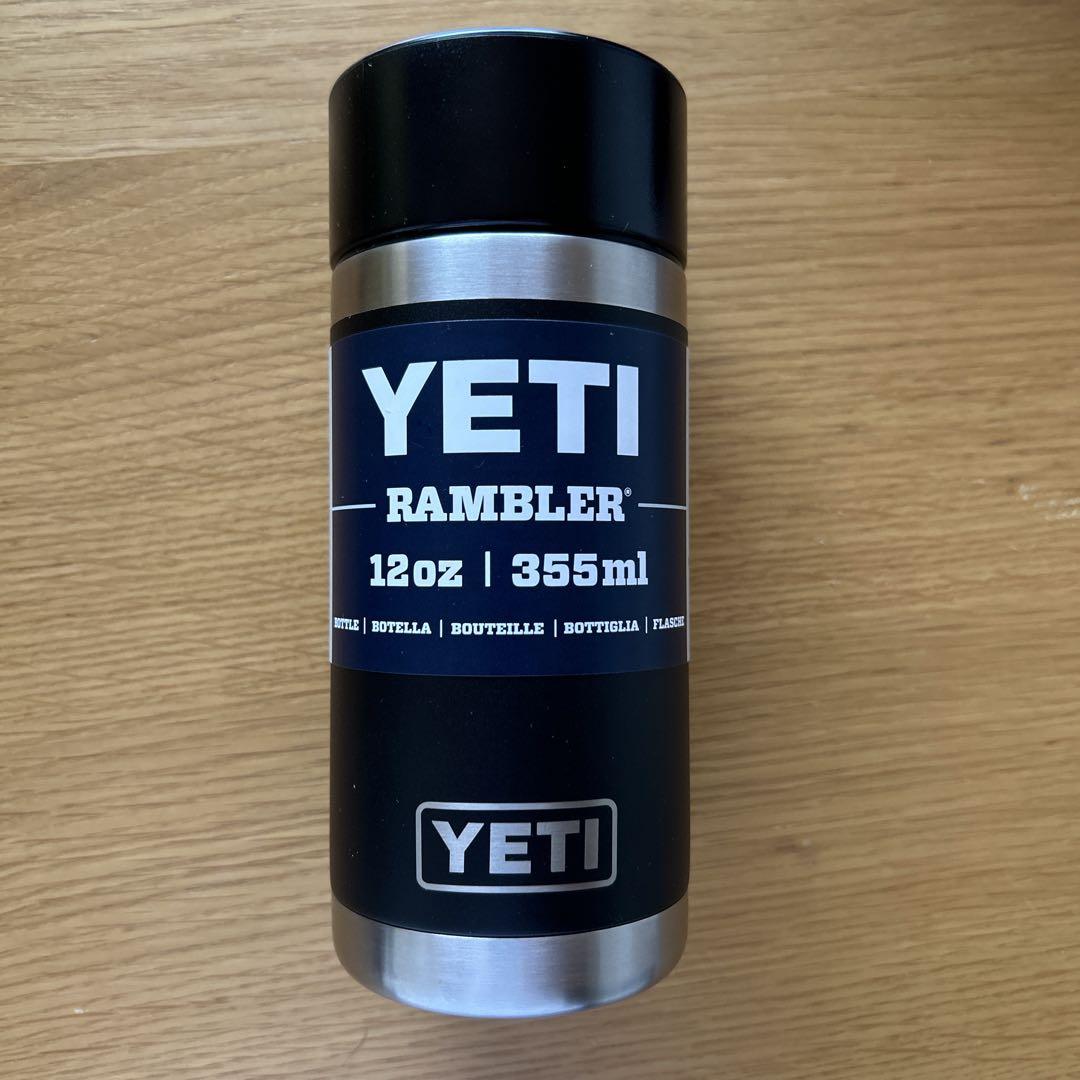 YETI
RAMBLER®
12oz | 355ml
BOTTLE | BOTELLA | BOUTEILLE | BOTTIGLIA | FLASCHE
YETI